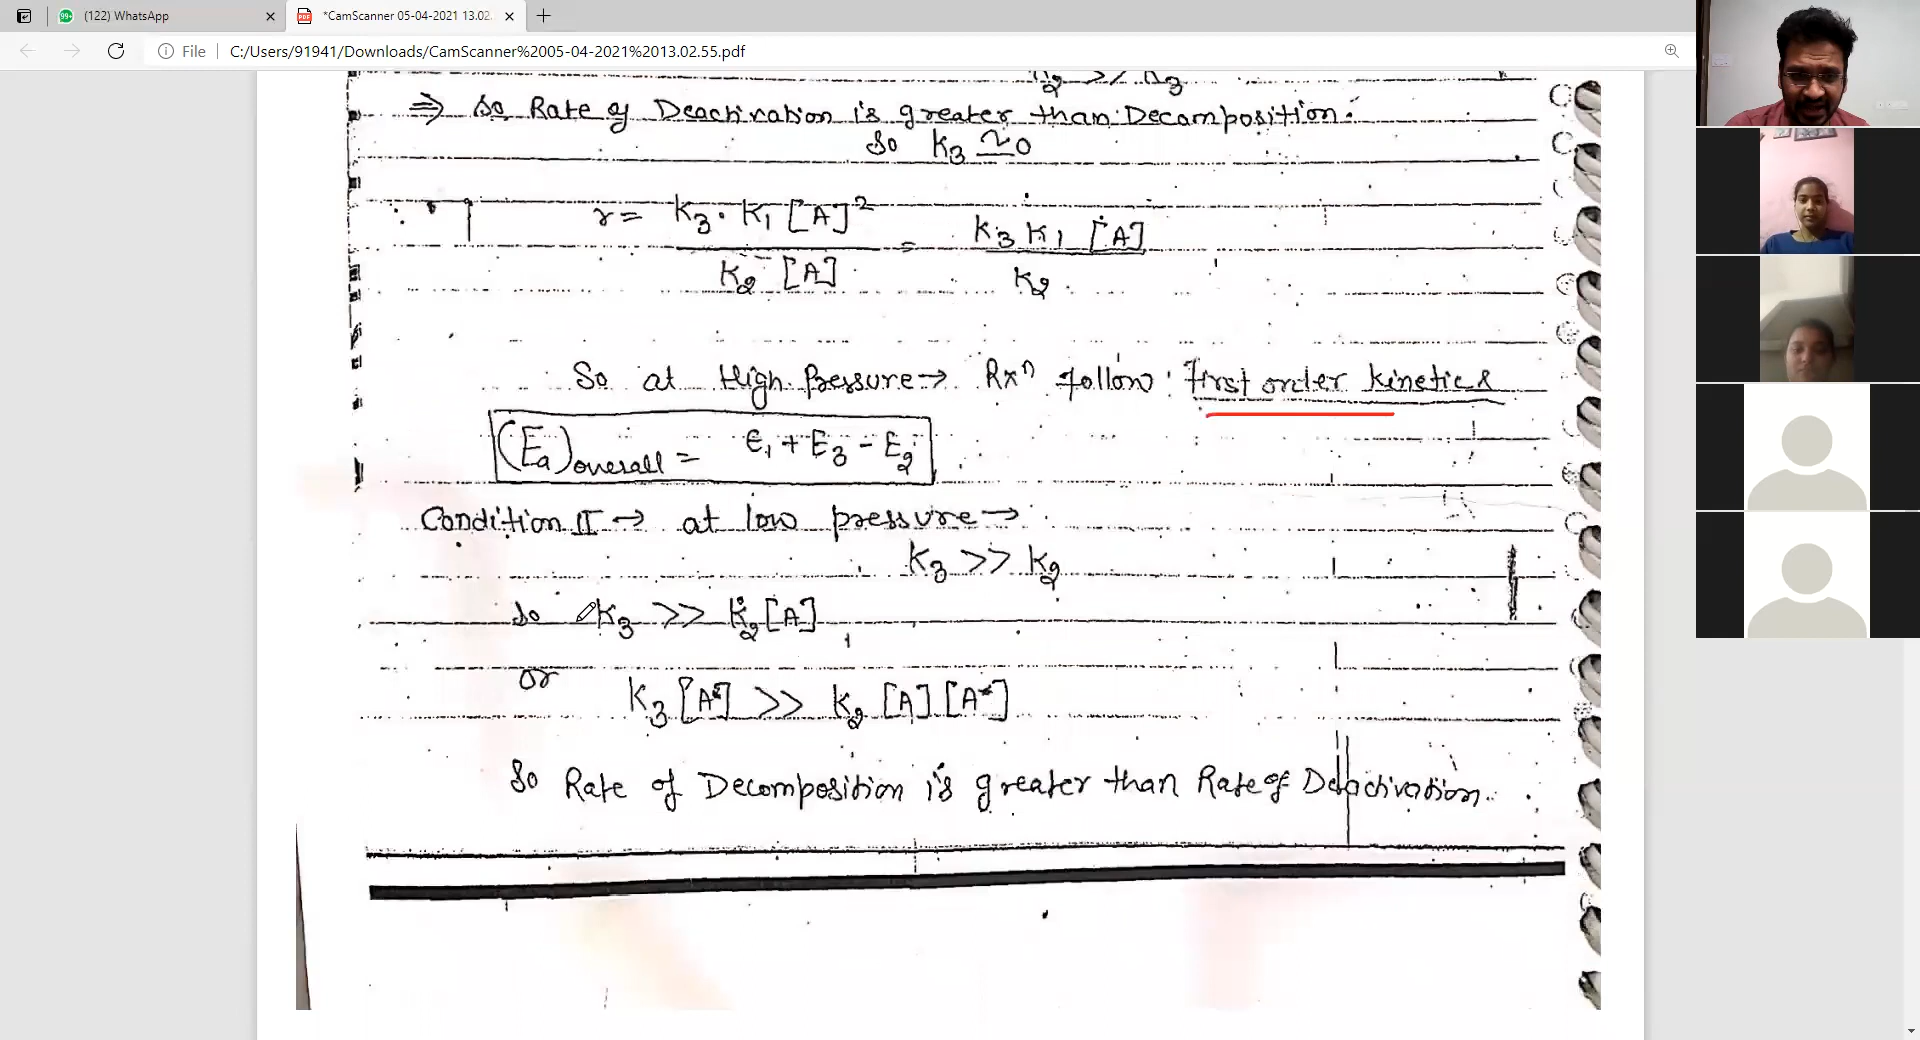 (122) WhatsApp
*CamScanner 05-04-2021 13.02.
File
C:/Users/91941/Downloads/CamScanner%2005-04-2021%2013.02.55.pdf
K2 >> K3
⇒ So Rate of Deactivation is greater than Decomposition.
So K3 ≃ 0
r = K3 · K1 [A]² / K2 [A] = K3 K1 [A] / K2
So at High Pressure → Rxⁿ follow first order kinetics
(Ea)overall = E1 + E3 - E2
Condition II → at low pressure →
K3 >> K2
So K3 >> K2 [A]
or
K3 [A*] >> K2 [A] [A*]
So Rate of Decomposition is greater than Rate of Deactivation.